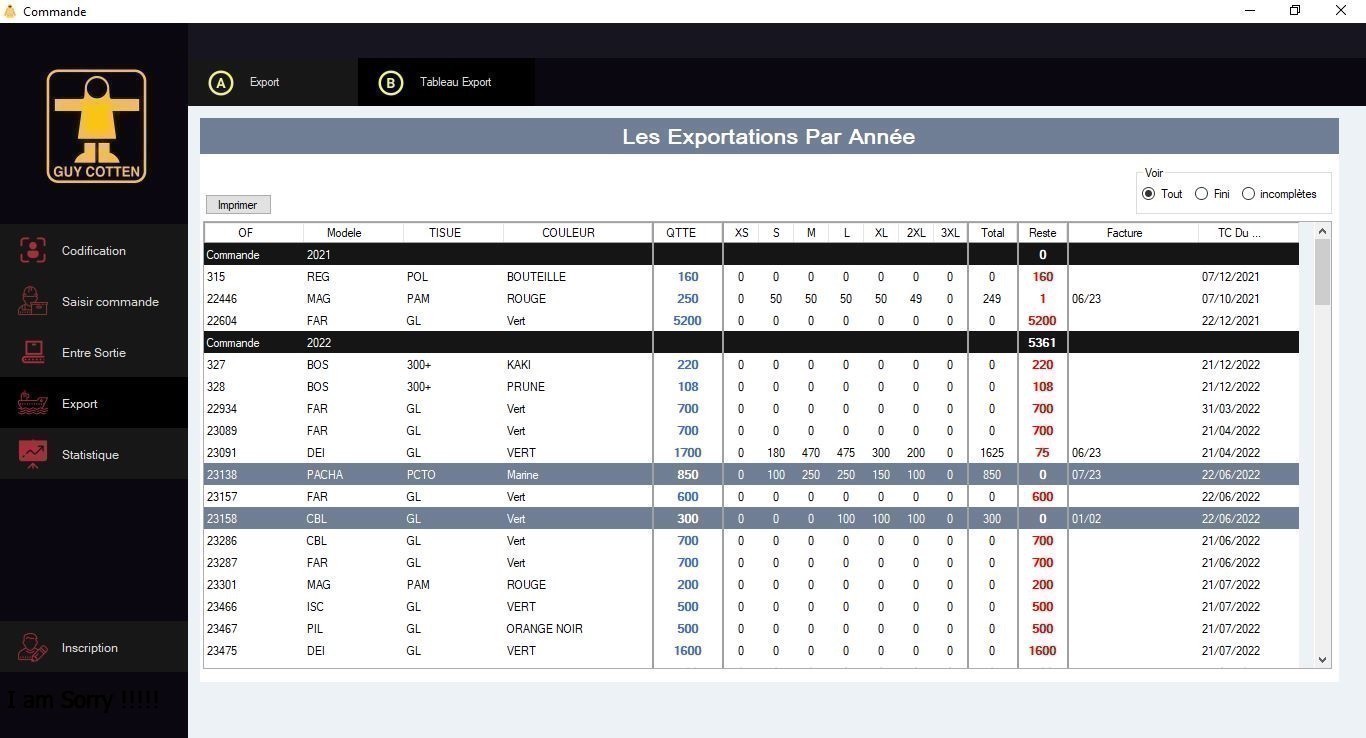 Commande
A Export B Tableau Export
GUY COTTEN
Les Exportations Par Année
Voir
Tout Fini incomplètes
Imprimer
Codification
Saisir commande
Entre Sortie
Export
Statistique
Inscription
I am Sorry !!!!!
OF Modele TISUE COULEUR QTTE XS S M L XL 2XL 3XL Total Reste Facture TC Du ...
Commande 2021 0
315 REG POL BOUTEILLE 160 0 0 0 0 0 0 0 0 160 07/12/2021
22446 MAG PAM ROUGE 250 0 50 50 50 50 49 0 249 1 06/23 07/10/2021
22604 FAR GL Vert 5200 0 0 0 0 0 0 0 0 5200 22/12/2021
Commande 2022 5361
327 BOS 300+ KAKI 220 0 0 0 0 0 0 0 0 220 21/12/2022
328 BOS 300+ PRUNE 108 0 0 0 0 0 0 0 0 108 21/12/2022
22934 FAR GL Vert 700 0 0 0 0 0 0 0 0 700 31/03/2022
23089 FAR GL Vert 700 0 0 0 0 0 0 0 0 700 21/04/2022
23091 DEI GL VERT 1700 0 180 470 475 300 200 0 1625 75 06/23 21/04/2022
23138 PACHA PCTO Marine 850 0 100 250 250 150 100 0 850 0 07/23 22/06/2022
23157 FAR GL Vert 600 0 0 0 0 0 0 0 0 600 22/06/2022
23158 CBL GL Vert 300 0 0 0 100 100 100 0 300 0 01/02 22/06/2022
23286 CBL GL Vert 700 0 0 0 0 0 0 0 0 700 21/06/2022
23287 FAR GL Vert 700 0 0 0 0 0 0 0 0 700 21/06/2022
23301 MAG PAM ROUGE 200 0 0 0 0 0 0 0 0 200 21/07/2022
23466 ISC GL VERT 500 0 0 0 0 0 0 0 0 500 21/07/2022
23467 PIL GL ORANGE NOIR 500 0 0 0 0 0 0 0 0 500 21/07/2022
23475 DEI GL VERT 1600 0 0 0 0 0 0 0 0 1600 21/07/2022